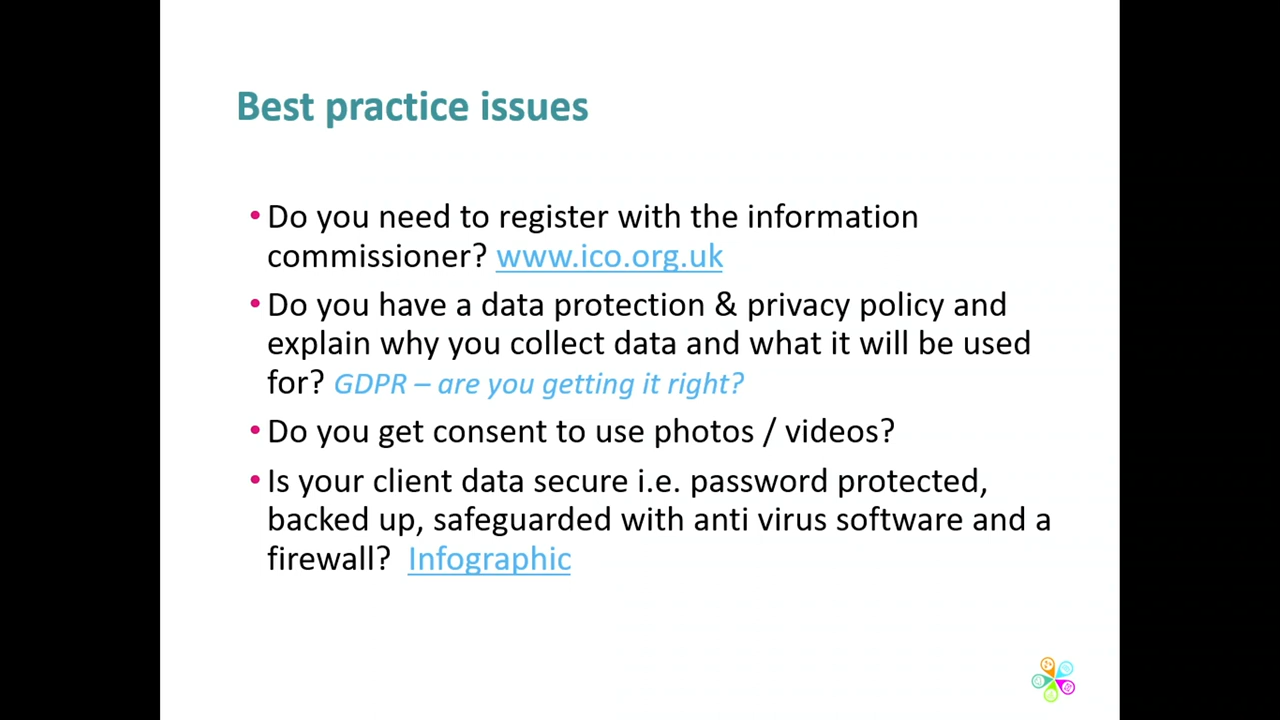 Best practice issues
• Do you need to register with the information
commissioner? www.ico.org.uk
• Do you have a data protection & privacy policy and
explain why you collect data and what it will be used
for? GDPR – are you getting it right?
• Do you get consent to use photos / videos?
• Is your client data secure i.e. password protected,
backed up, safeguarded with anti virus software and a
firewall? Infographic